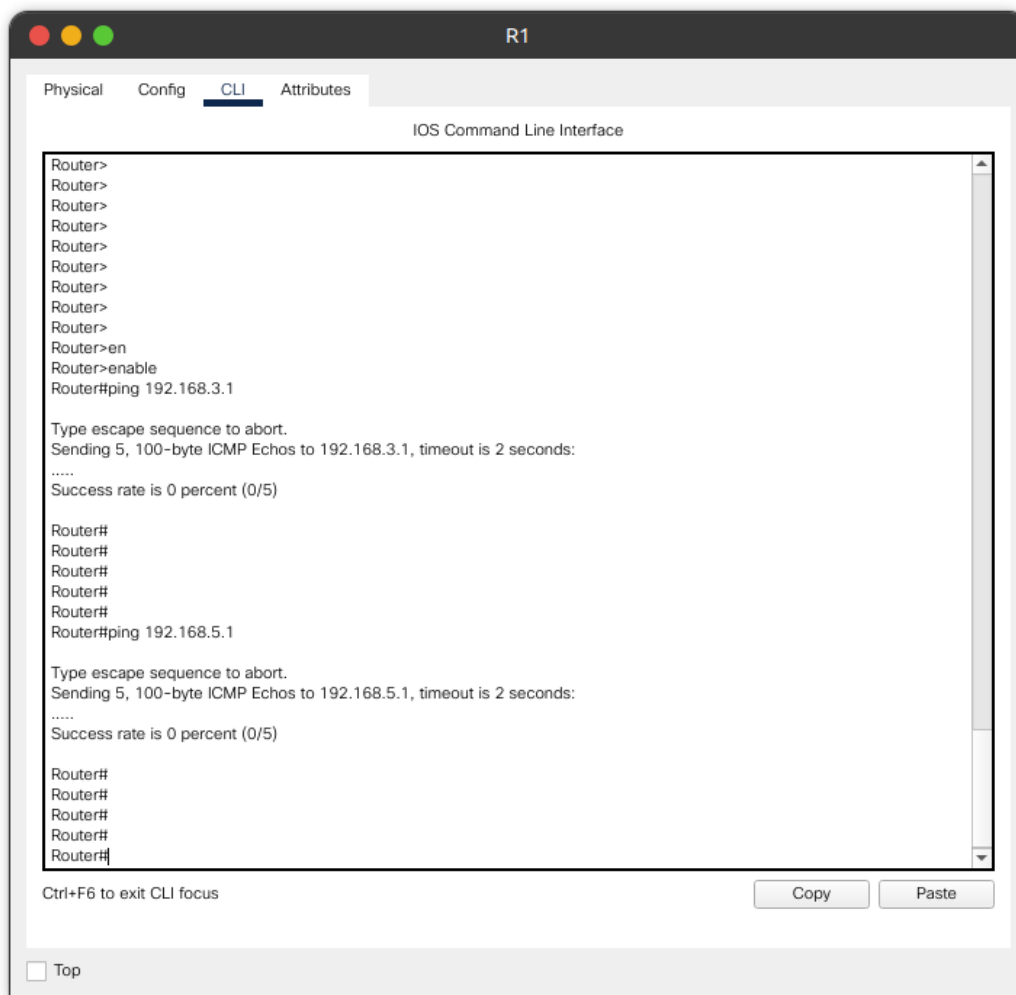 R1
Physical Config CLI Attributes
IOS Command Line Interface
Router>
Router>
Router>
Router>
Router>
Router>
Router>
Router>
Router>
Router>en
Router>enable
Router#ping 192.168.3.1
Type escape sequence to abort.
Sending 5, 100-byte ICMP Echos to 192.168.3.1, timeout is 2 seconds:
.....
Success rate is 0 percent (0/5)
Router#
Router#
Router#
Router#
Router#
Router#ping 192.168.5.1
Type escape sequence to abort.
Sending 5, 100-byte ICMP Echos to 192.168.5.1, timeout is 2 seconds:
.....
Success rate is 0 percent (0/5)
Router#
Router#
Router#
Router#
Router#
Ctrl+F6 to exit CLI focus
Copy Paste
Top